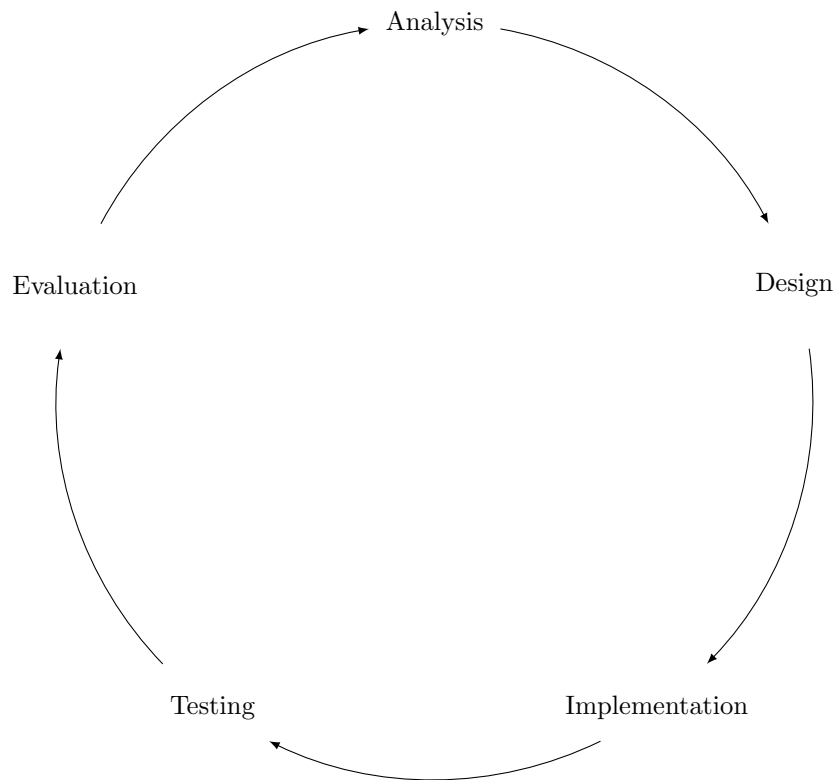 Analysis
Design
Implementation
Testing
Evaluation